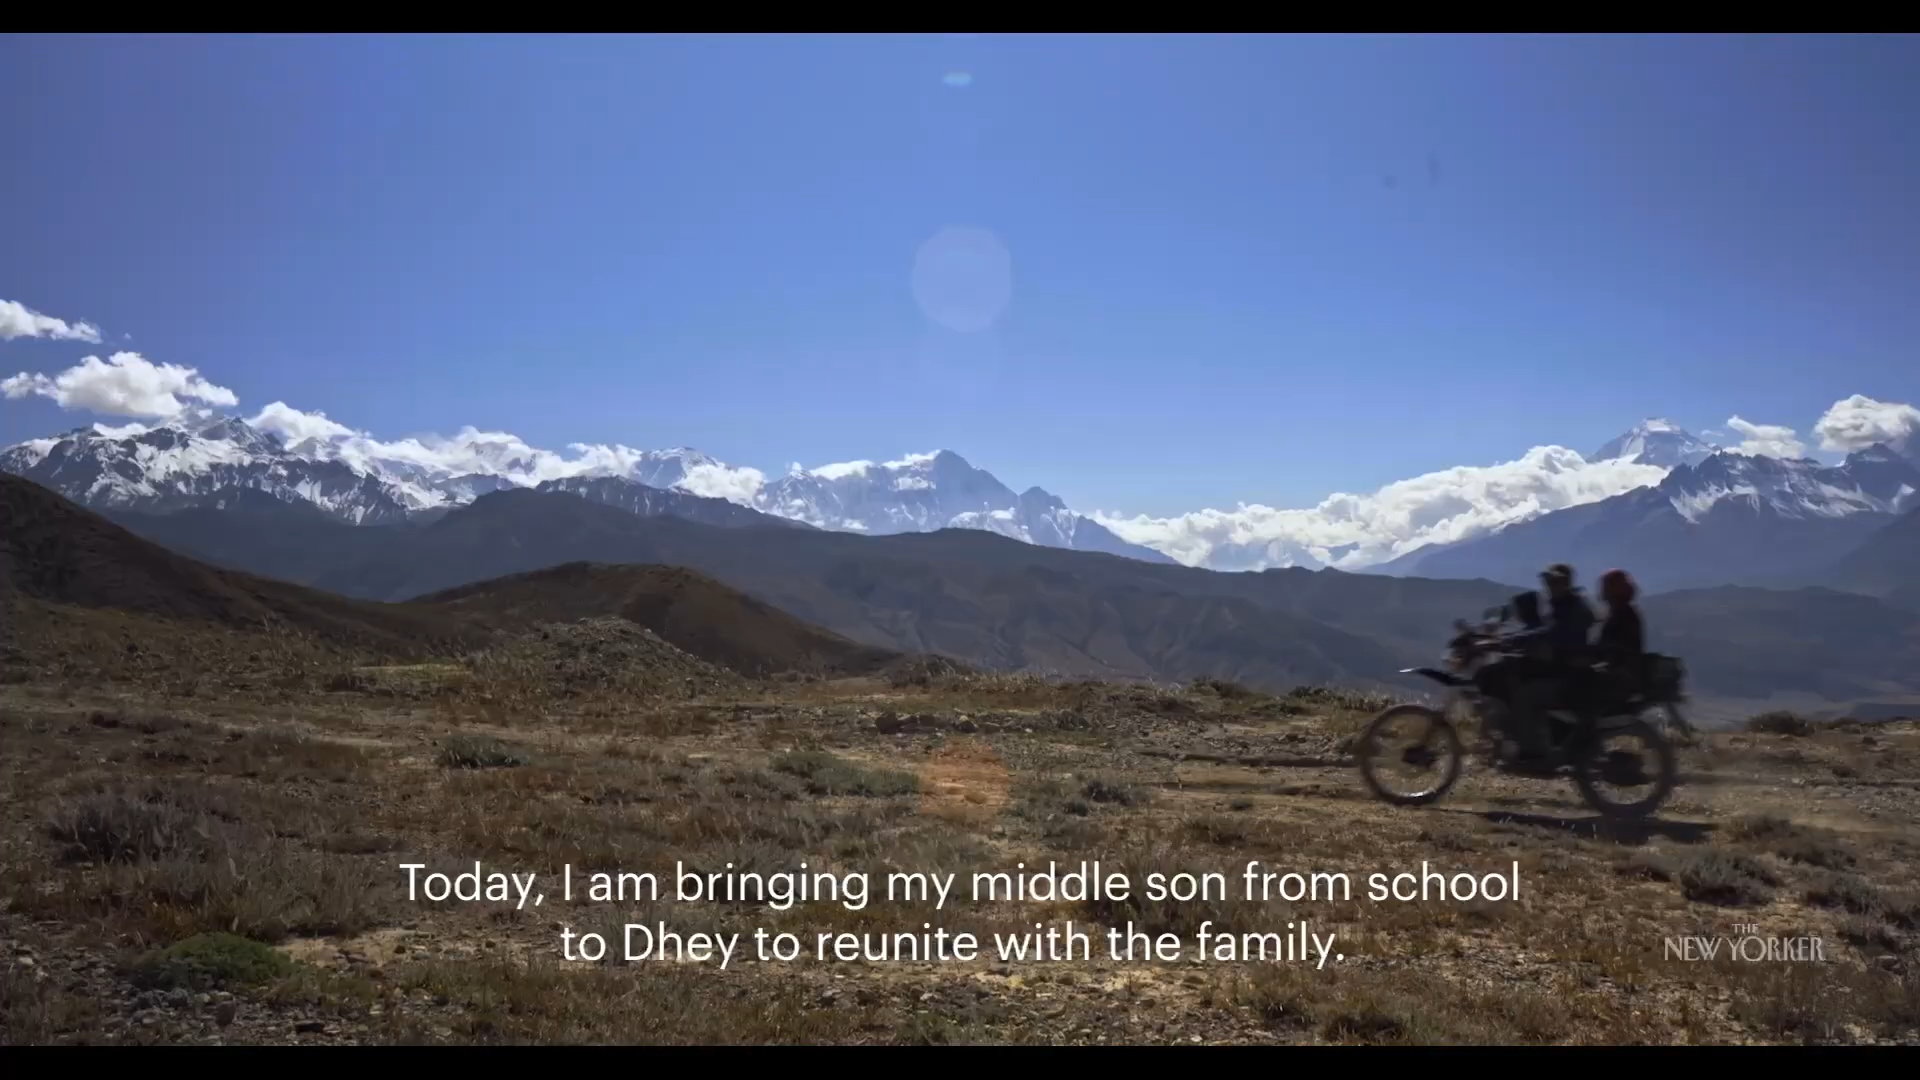 Today, I am bringing my middle son from school
to Dhey to reunite with the family.
THE
NEW YORKER